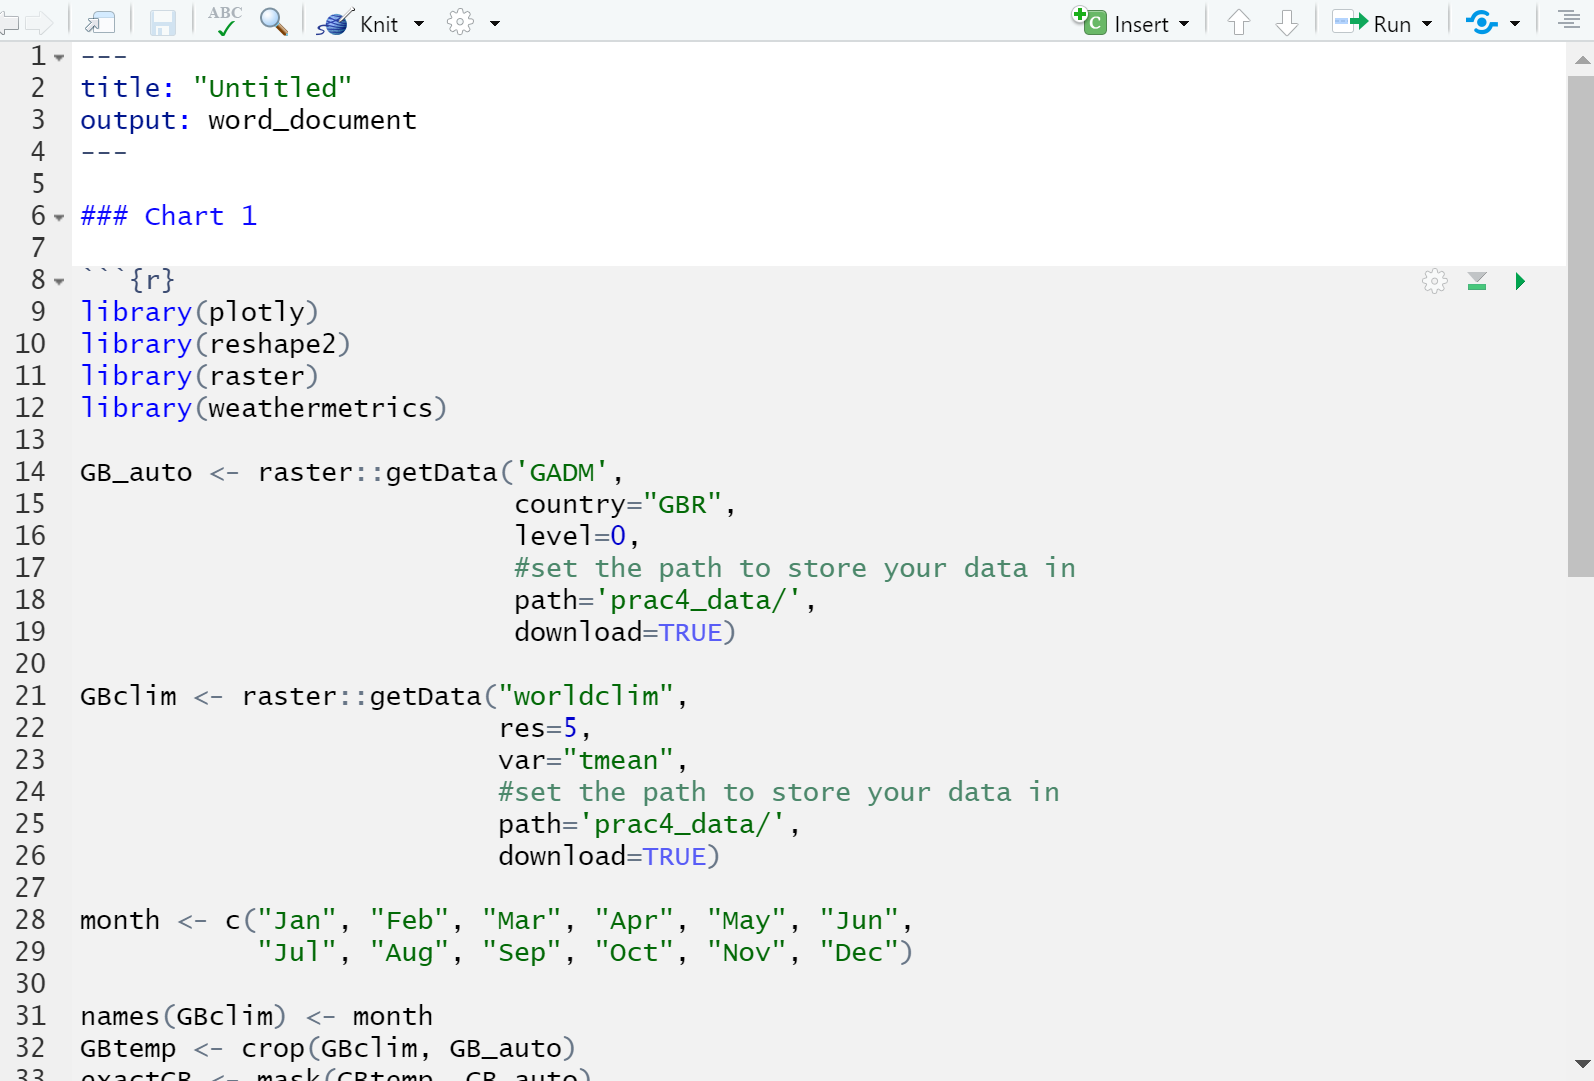 ABC Knit Insert Run
1 ---
2 title: "Untitled"
3 output: word_document
4 ---
5
6 ### Chart 1
7
8 ```{r}
9 library(plotly)
10 library(reshape2)
11 library(raster)
12 library(weathermetrics)
13
14 GB_auto <- raster::getData('GADM',
15 country="GBR",
16 level=0,
17 #set the path to store your data in
18 path='prac4_data/',
19 download=TRUE)
20
21 GBclim <- raster::getData("worldclim",
22 res=5,
23 var="tmean",
24 #set the path to store your data in
25 path='prac4_data/',
26 download=TRUE)
27
28 month <- c("Jan", "Feb", "Mar", "Apr", "May", "Jun",
29 "Jul", "Aug", "Sep", "Oct", "Nov", "Dec")
30
31 names(GBclim) <- month
32 GBtemp <- crop(GBclim, GB_auto)
33 exactGB <- mask(GBtemp, GB_auto)